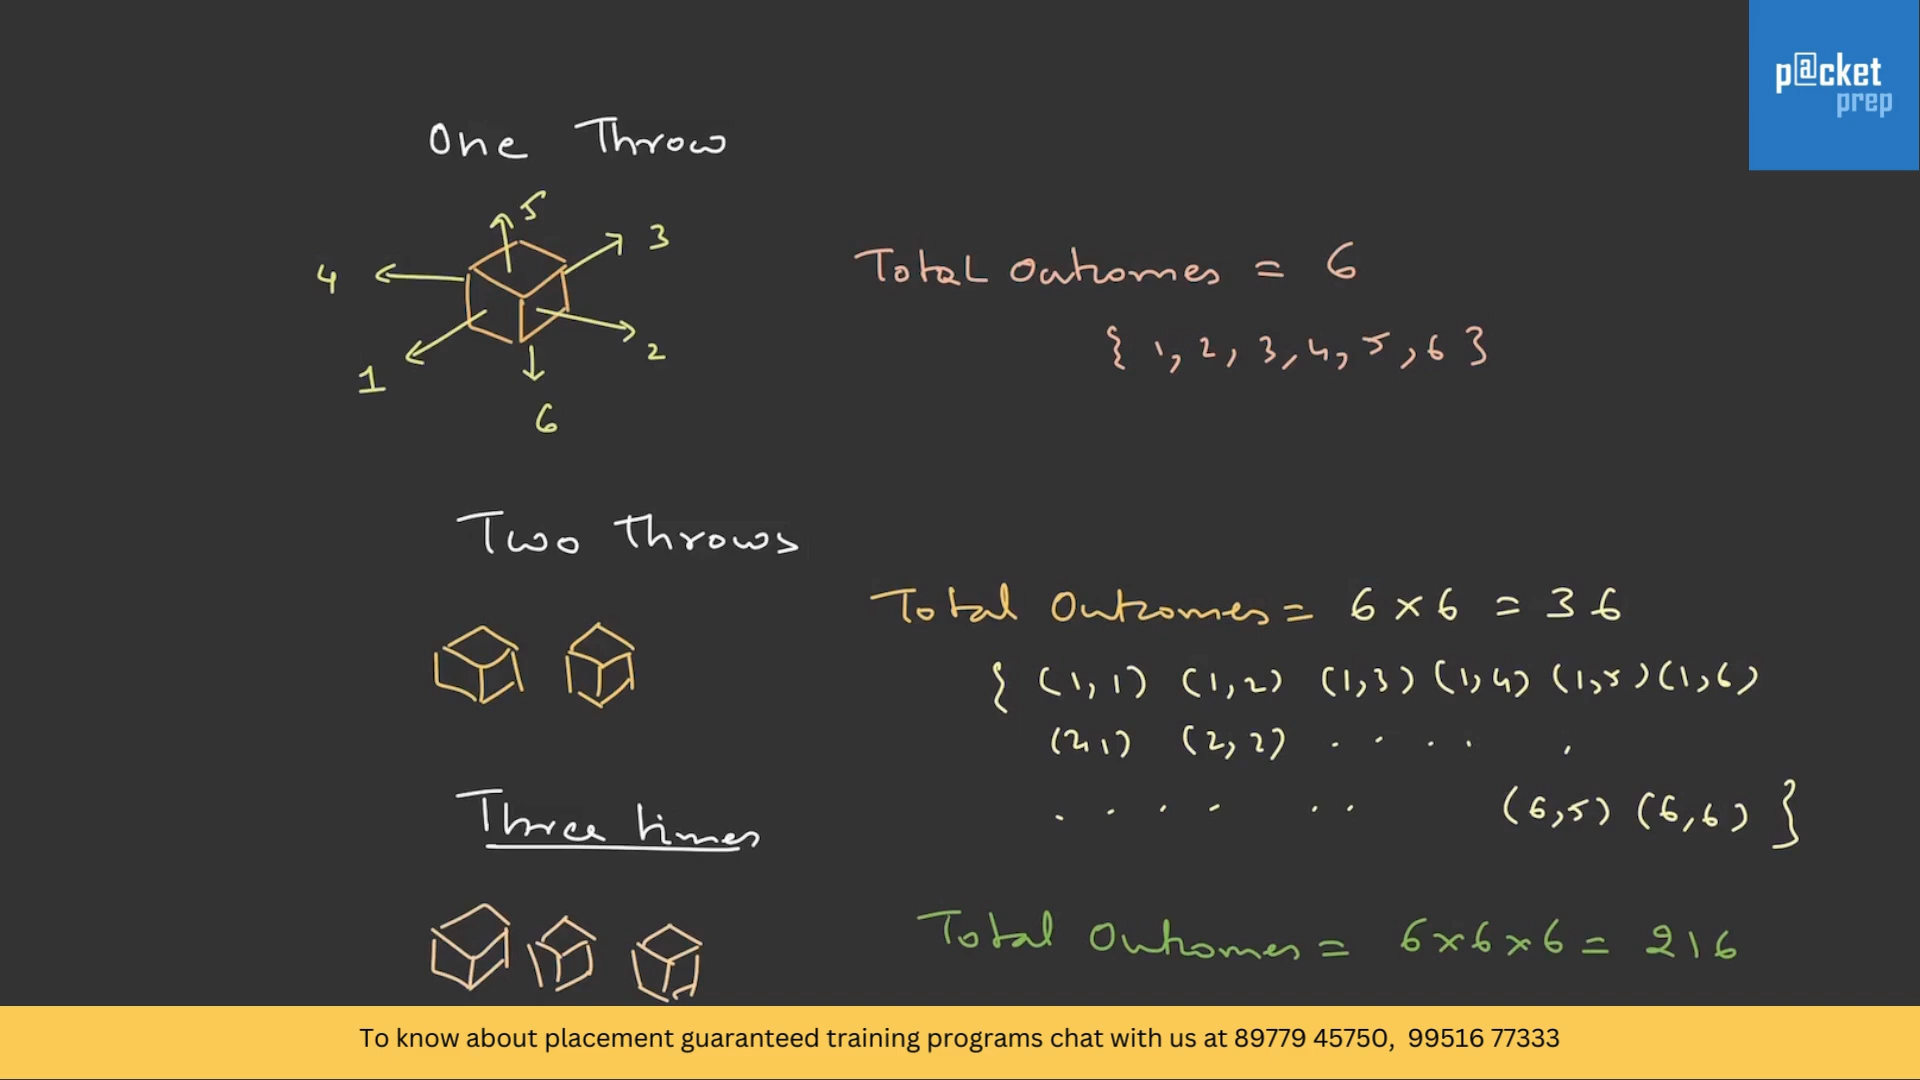 p@cket
prep
One Throw
5
3
4
2
1
6
Total Outcomes = 6
{ 1, 2, 3, 4, 5, 6 }
Two Throws
Total Outcomes = 6 x 6 = 36
{ (1, 1) (1, 2) (1, 3) (1, 4) (1, 5) (1, 6)
(2, 1) (2, 2) . . . . .
. . . . . . (6, 5) (6, 6) }
Three times
Total Outcomes = 6 x 6 x 6 = 216
To know about placement guaranteed training programs chat with us at 89779 45750, 99516 77333